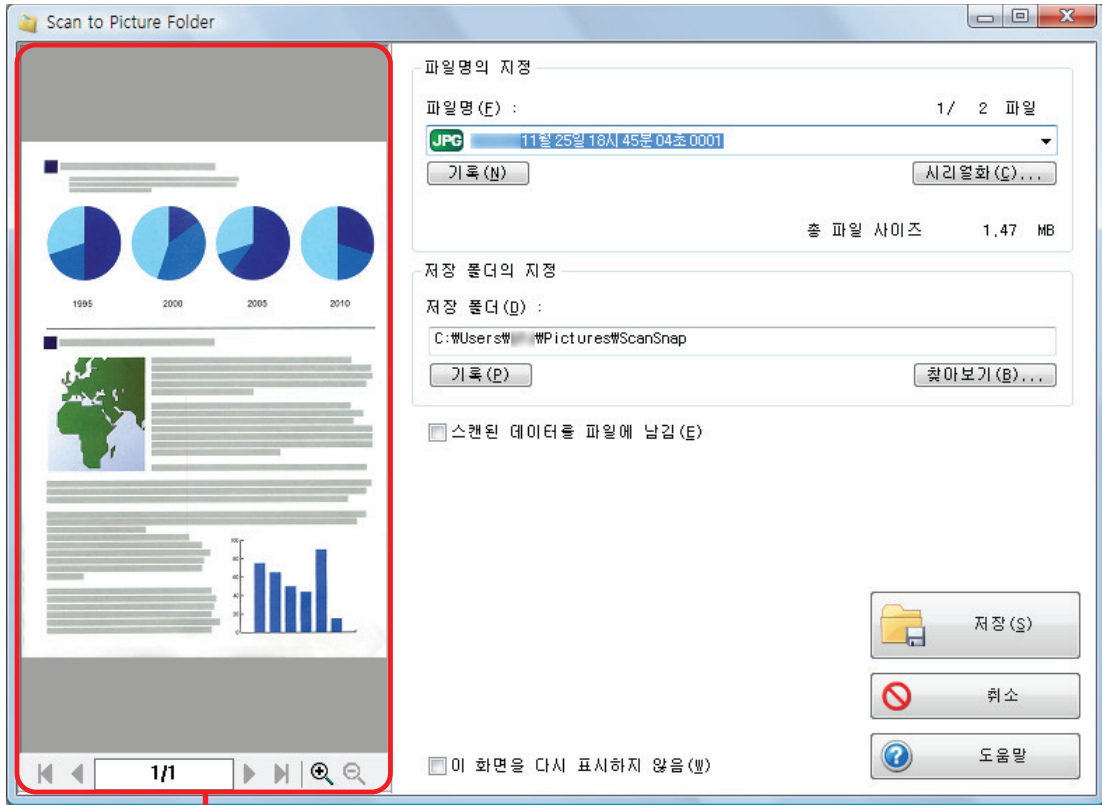 Scan to Picture Folder
파일명의 지정
파일명(F) :
1/ 2 파일
JPG
11월 25일 18시 45분 04초 0001
기록(N)
시리열화(C)...
총 파일 사이즈 1.47 MB
저장 폴더의 지정
저장 폴더(D) :
C:₩Users₩ ₩Pictures₩ScanSnap
기록(P)
찾아보기(B)...
스캔된 데이터를 파일에 남김(E)
1995 2000 2005 2010
저장(S)
취소
도움말
이 화면을 다시 표시하지 않음(W)
1/1